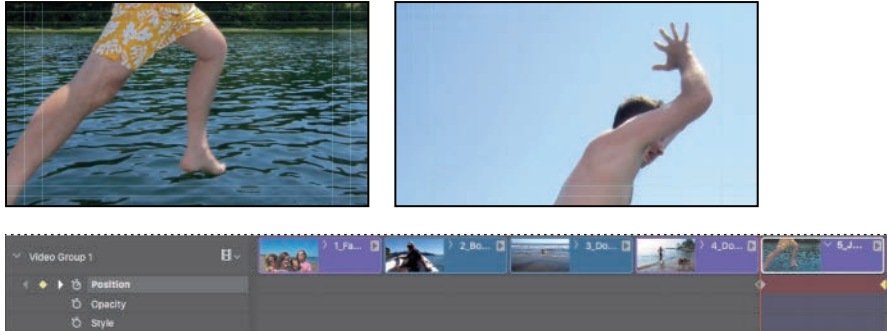 Video Group 1
1_Fa...
2_Bo...
3_Do...
4_Do...
5_J...
Position
Opacity
Style